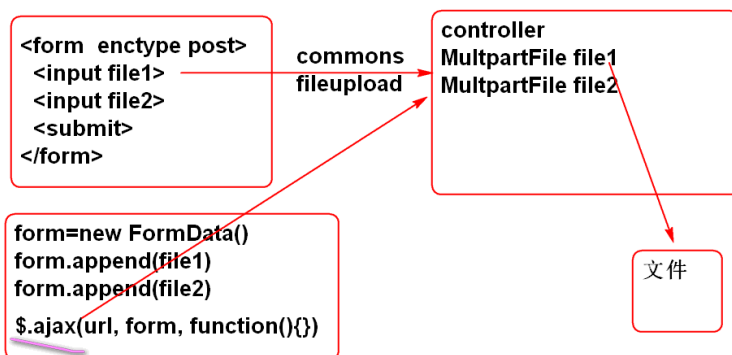 <form  enctype post>
<input file1>
<input file2>
<submit>
</form>
commons
fileupload
controller
MultpartFile file1
MultpartFile file2
form=new FormData()
form.append(file1)
form.append(file2)
$.ajax(url, form, function(){})
文件